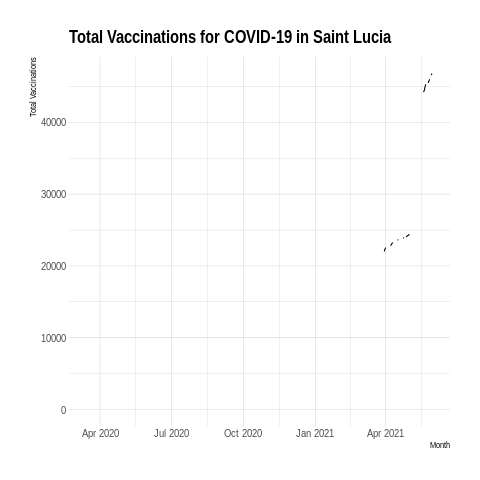 Total Vaccinations for COVID-19 in Saint Lucia
Total Vaccinations
40000
30000
20000
10000
0
Apr 2020 Jul 2020 Oct 2020 Jan 2021 Apr 2021
Month